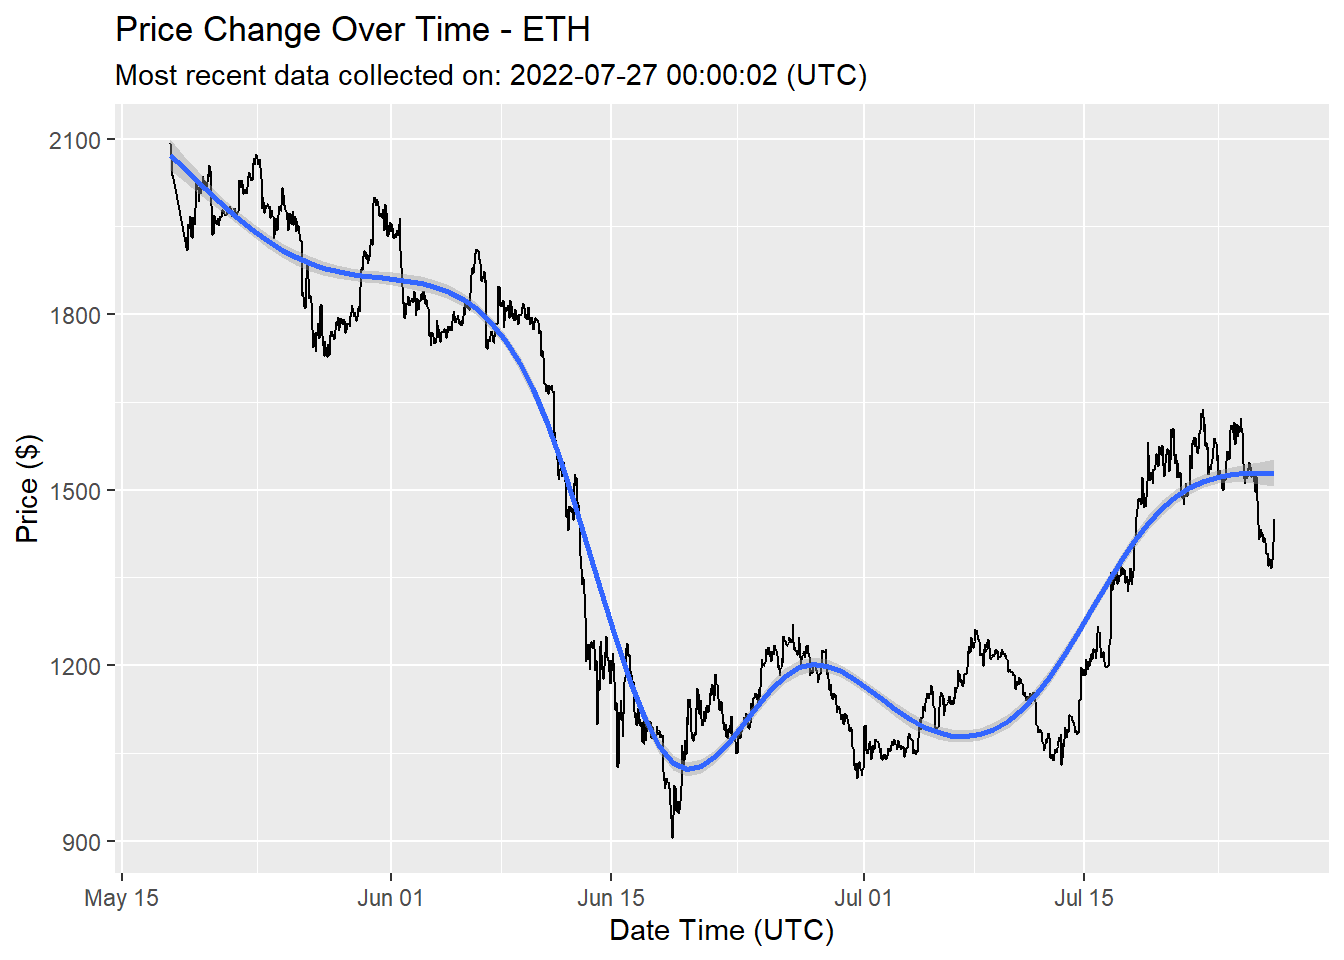 Price Change Over Time - ETH
Most recent data collected on: 2022-07-27 00:00:02 (UTC)
2100
1800
1500
1200
900
Price ($)
May 15
Jun 01
Jun 15
Jul 01
Jul 15
Date Time (UTC)